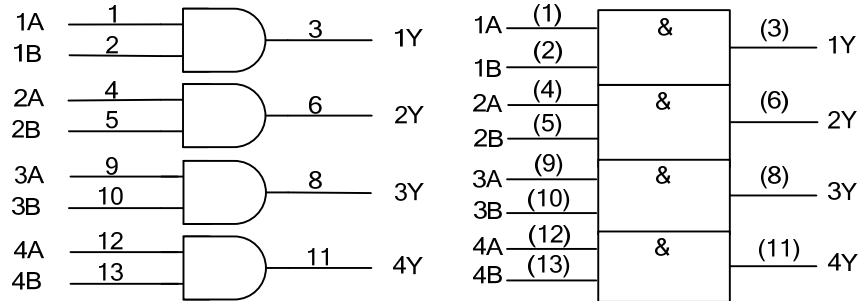 1A 1 3 1Y
1B 2
2A 4 6 2Y
2B 5
3A 9 8 3Y
3B 10
4A 12 11 4Y
4B 13
1A (1) & (3) 1Y
1B (2)
2A (4) & (6) 2Y
2B (5)
3A (9) & (8) 3Y
3B (10)
4A (12) & (11) 4Y
4B (13)